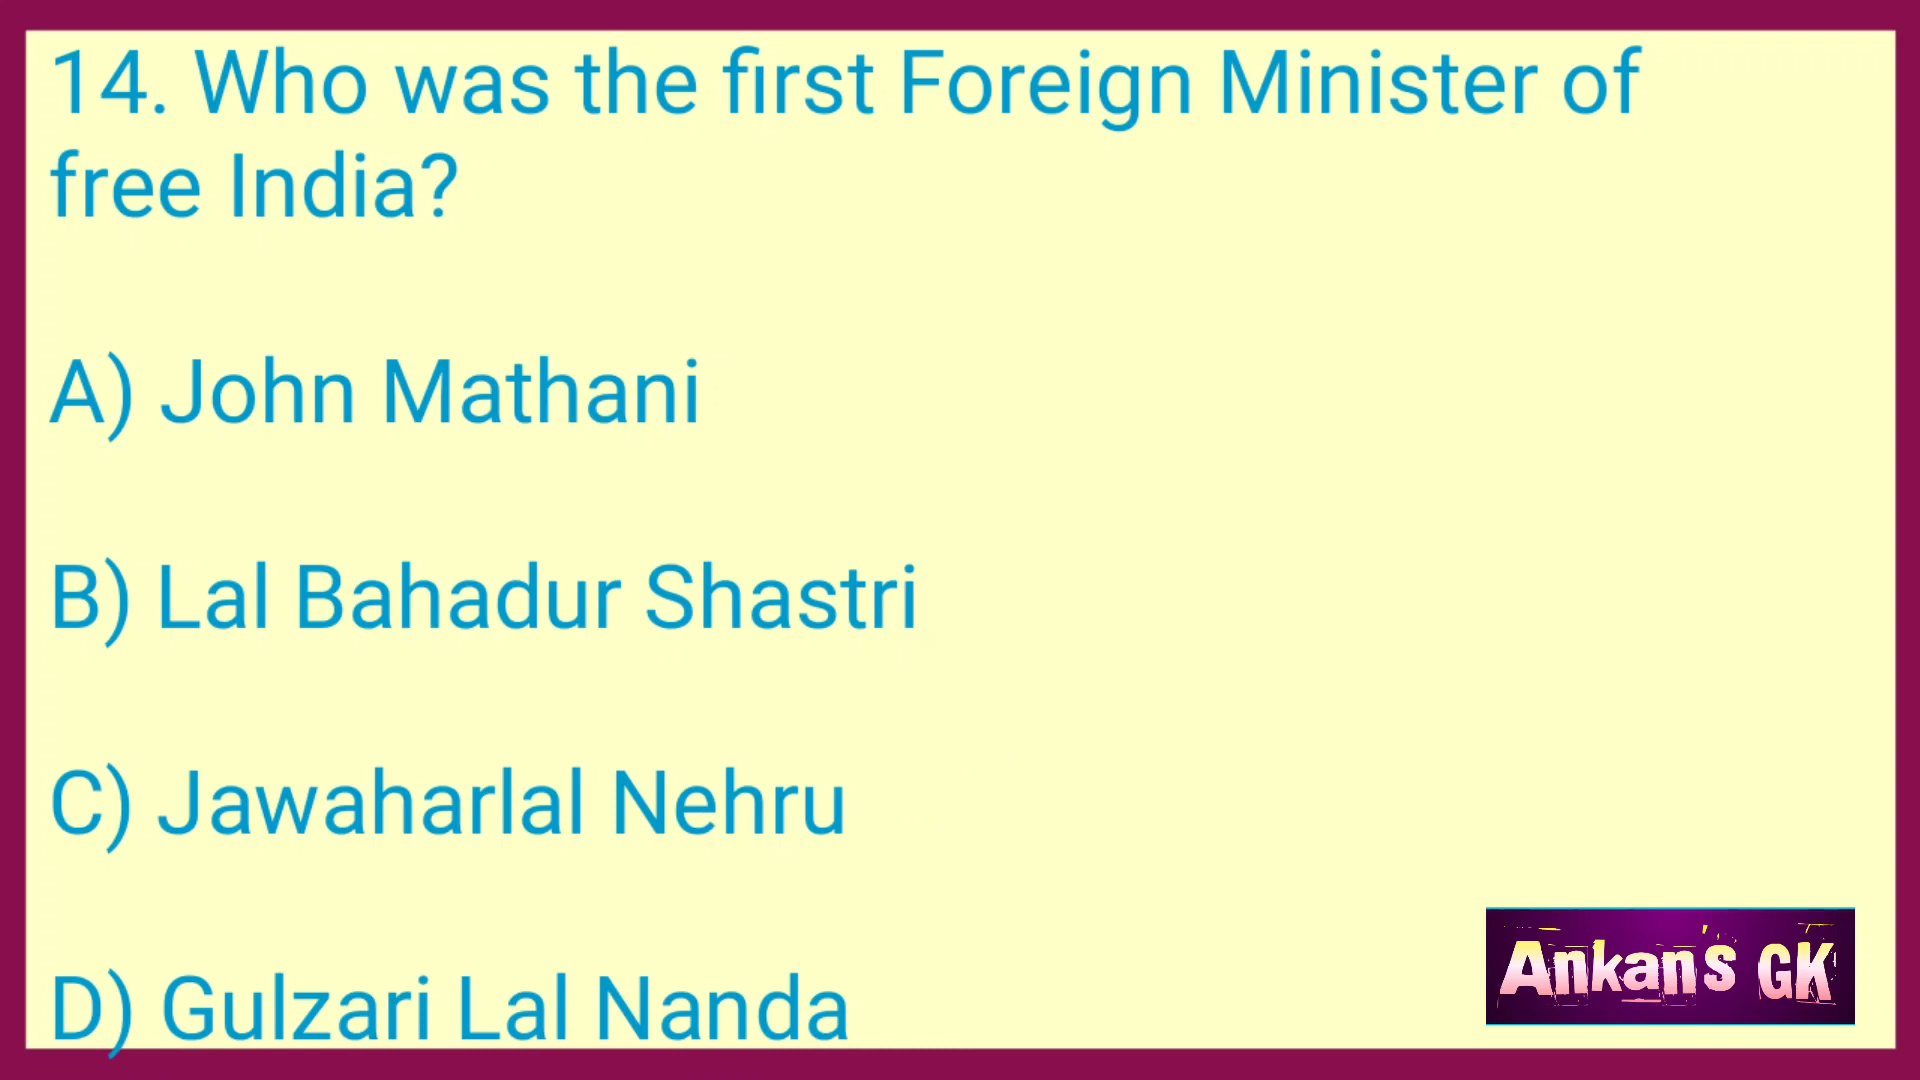 14. Who was the first Foreign Minister of
free India?
A) John Mathani
B) Lal Bahadur Shastri
C) Jawaharlal Nehru
D) Gulzari Lal Nanda
Ankan's GK